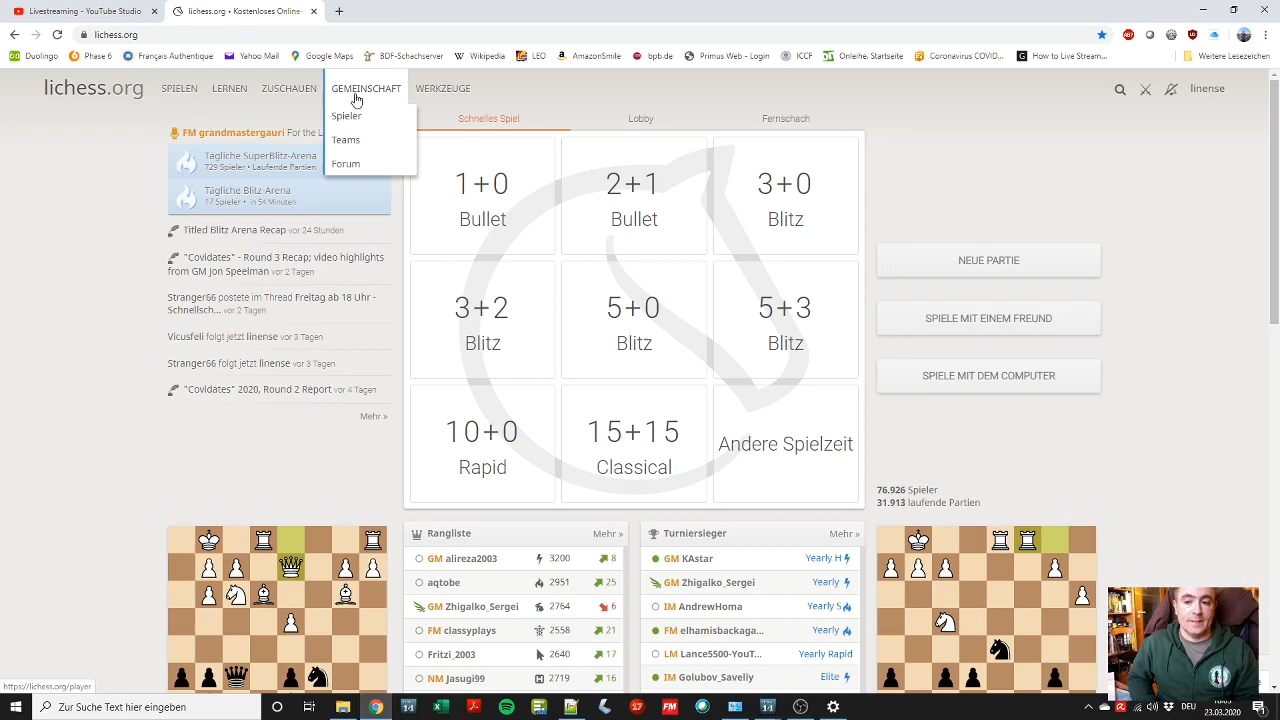 Livestreaming - YouTube Studio
lichess.org • Kostenloses Online-
lichess.org
Duolingo
Phase 6
Français Authentique
Yahoo Mail
Google Maps
BDF-Schachserver
Wikipedia
LEO
AmazonSmile
bpb.de
Primus Web - Login
ICCF
Onleihe. Startseite
Coronavirus COVID...
How to Live Stream...
Weitere Lesezeichen
lichess.org
SPIELEN
LERNEN
ZUSCHAUEN
GEMEINSCHAFT
WERKZEUGE
linense
Spieler
Teams
Forum
Schnelles Spiel
Lobby
Fernschach
FM grandmastergauri For the L
Tägliche SuperBlitz-Arena
729 Spieler • Laufende Partien
Tägliche Blitz-Arena
17 Spieler • in 54 Minuten
Titled Blitz Arena Recap vor 24 Stunden
"Covidates" - Round 3 Recap; video highlights
from GM Jon Speelman vor 2 Tagen
Stranger66 postete im Thread Freitag ab 18 Uhr -
Schnellsch... vor 2 Tagen
Vicusfeli folgt jetzt linense vor 3 Tagen
Stranger66 folgt jetzt linense vor 3 Tagen
"Covidates" 2020, Round 2 Report vor 4 Tagen
Mehr »
1+0
Bullet
2+1
Bullet
3+0
Blitz
3+2
Blitz
5+0
Blitz
5+3
Blitz
10+0
Rapid
15+15
Classical
Andere Spielzeit
NEUE PARTIE
SPIELE MIT EINEM FREUND
SPIELE MIT DEM COMPUTER
76.926 Spieler
31.913 laufende Partien
Rangliste
Mehr »
GM alireza2003 3200 8
aqtobe 2951 25
GM Zhigalko_Sergei 2764 6
FM classyplays 2558 21
Fritzi_2003 2640 17
NM Jasugi99 2719 16
Turniersieger
Mehr »
GM KAstar Yearly H
GM Zhigalko_Sergei Yearly
IM AndrewHoma Yearly S
FM elhamisbackaga... Yearly
LM Lance5500-YouT... Yearly Rapid
IM Golubov_Saveliy Elite
https://lichess.org/player
Zur Suche Text hier eingeben
23.03.2020